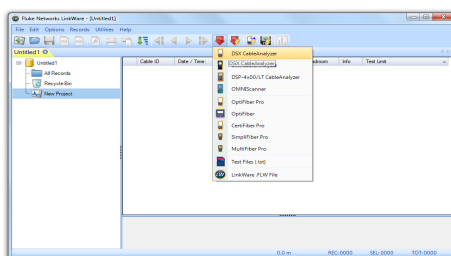 Fluke Networks LinkWare - [Untitled1]
File Edit Options Records Utilities Help
Untitled1
Untitled1
All Records
Recycle Bin
New Project
Cable ID Date / Time droom Info Test Limit
DSX CableAnalyzer
DSX CableAnalyzer
DSP-4x00/LT CableAnalyzer
OMNIScanner
OptiFiber Pro
OptiFiber
CertiFiber Pro
SimpliFiber Pro
MultiFiber Pro
Test Files (.txt)
LinkWare .FLW File
0.0 m REC:0000 SEL:0000 TOT:0000